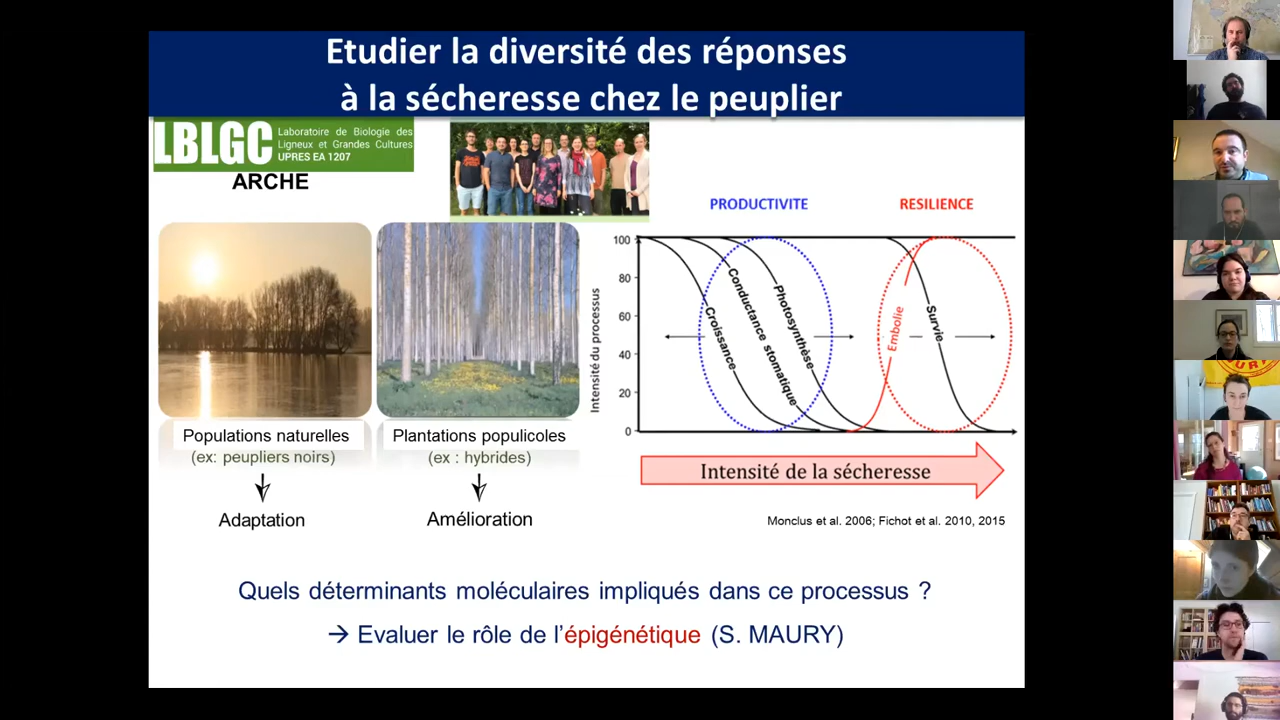 Etudier la diversité des réponses
à la sécheresse chez le peuplier
LBLGC
Laboratoire de Biologie des
Ligneux et Grandes Cultures
UPRES EA 1207
ARCHE
Populations naturelles
(ex: peupliers noirs)
Adaptation
Plantations populicoles
(ex : hybrides)
Amélioration
PRODUCTIVITE
RESILIENCE
Intensité du processus
100
80
60
40
20
0
Croissance
Conductance stomatique
Photosynthèse
Embolie
Survie
Intensité de la sécheresse
Monclus et al. 2006; Fichot et al. 2010, 2015
Quels déterminants moléculaires impliqués dans ce processus ?
→ Evaluer le rôle de l’épigénétique (S. MAURY)